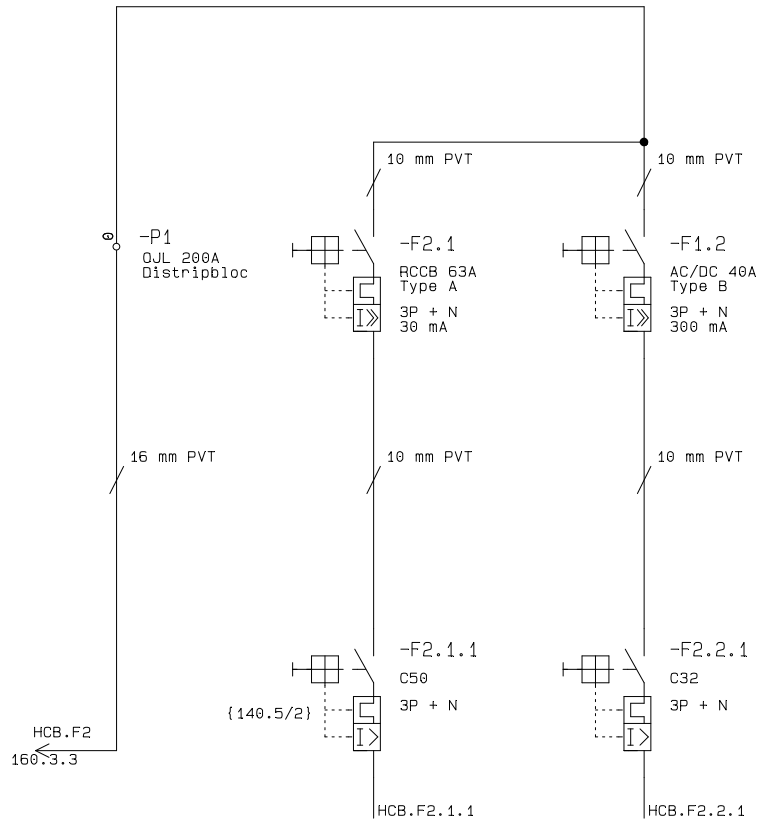 10 mm PVT
10 mm PVT
0
-P1
OJL 200A
Distripbloc
-F2.1
RCCB 63A
Type A
3P + N
30 mA
-F1.2
AC/DC 40A
Type B
3P + N
300 mA
16 mm PVT
10 mm PVT
10 mm PVT
-F2.1.1
C50
3P + N
{140.5/2}
-F2.2.1
C32
3P + N
HCB.F2
160.3.3
HCB.F2.1.1
HCB.F2.2.1